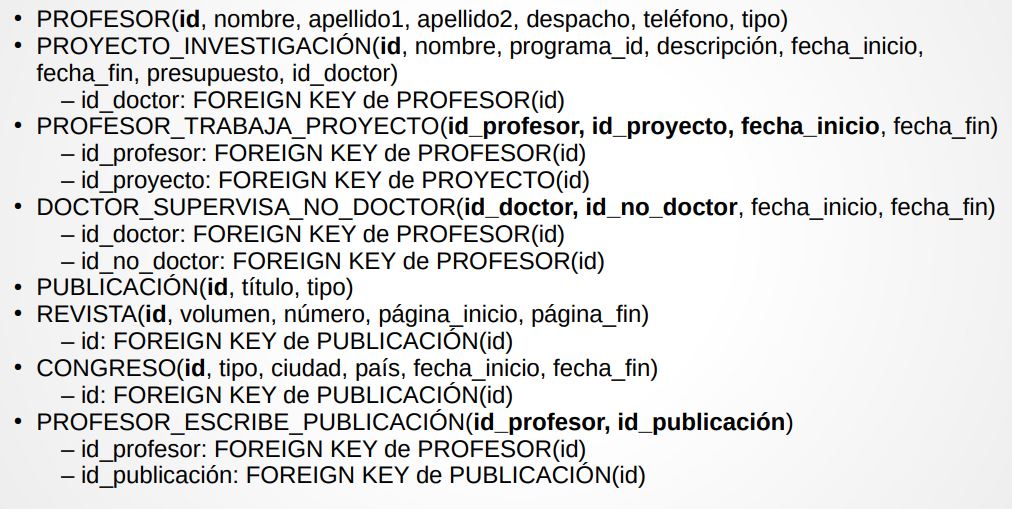 • PROFESOR(id, nombre, apellido1, apellido2, despacho, teléfono, tipo)
• PROYECTO_INVESTIGACIÓN(id, nombre, programa_id, descripción, fecha_inicio,
fecha_fin, presupuesto, id_doctor)
– id_doctor: FOREIGN KEY de PROFESOR(id)
• PROFESOR_TRABAJA_PROYECTO(id_profesor, id_proyecto, fecha_inicio, fecha_fin)
– id_profesor: FOREIGN KEY de PROFESOR(id)
– id_proyecto: FOREIGN KEY de PROYECTO(id)
• DOCTOR_SUPERVISA_NO_DOCTOR(id_doctor, id_no_doctor, fecha_inicio, fecha_fin)
– id_doctor: FOREIGN KEY de PROFESOR(id)
– id_no_doctor: FOREIGN KEY de PROFESOR(id)
• PUBLICACIÓN(id, título, tipo)
• REVISTA(id, volumen, número, página_inicio, página_fin)
– id: FOREIGN KEY de PUBLICACIÓN(id)
• CONGRESO(id, tipo, ciudad, país, fecha_inicio, fecha_fin)
– id: FOREIGN KEY de PUBLICACIÓN(id)
• PROFESOR_ESCRIBE_PUBLICACIÓN(id_profesor, id_publicación)
– id_profesor: FOREIGN KEY de PROFESOR(id)
– id_publicación: FOREIGN KEY de PUBLICACIÓN(id)